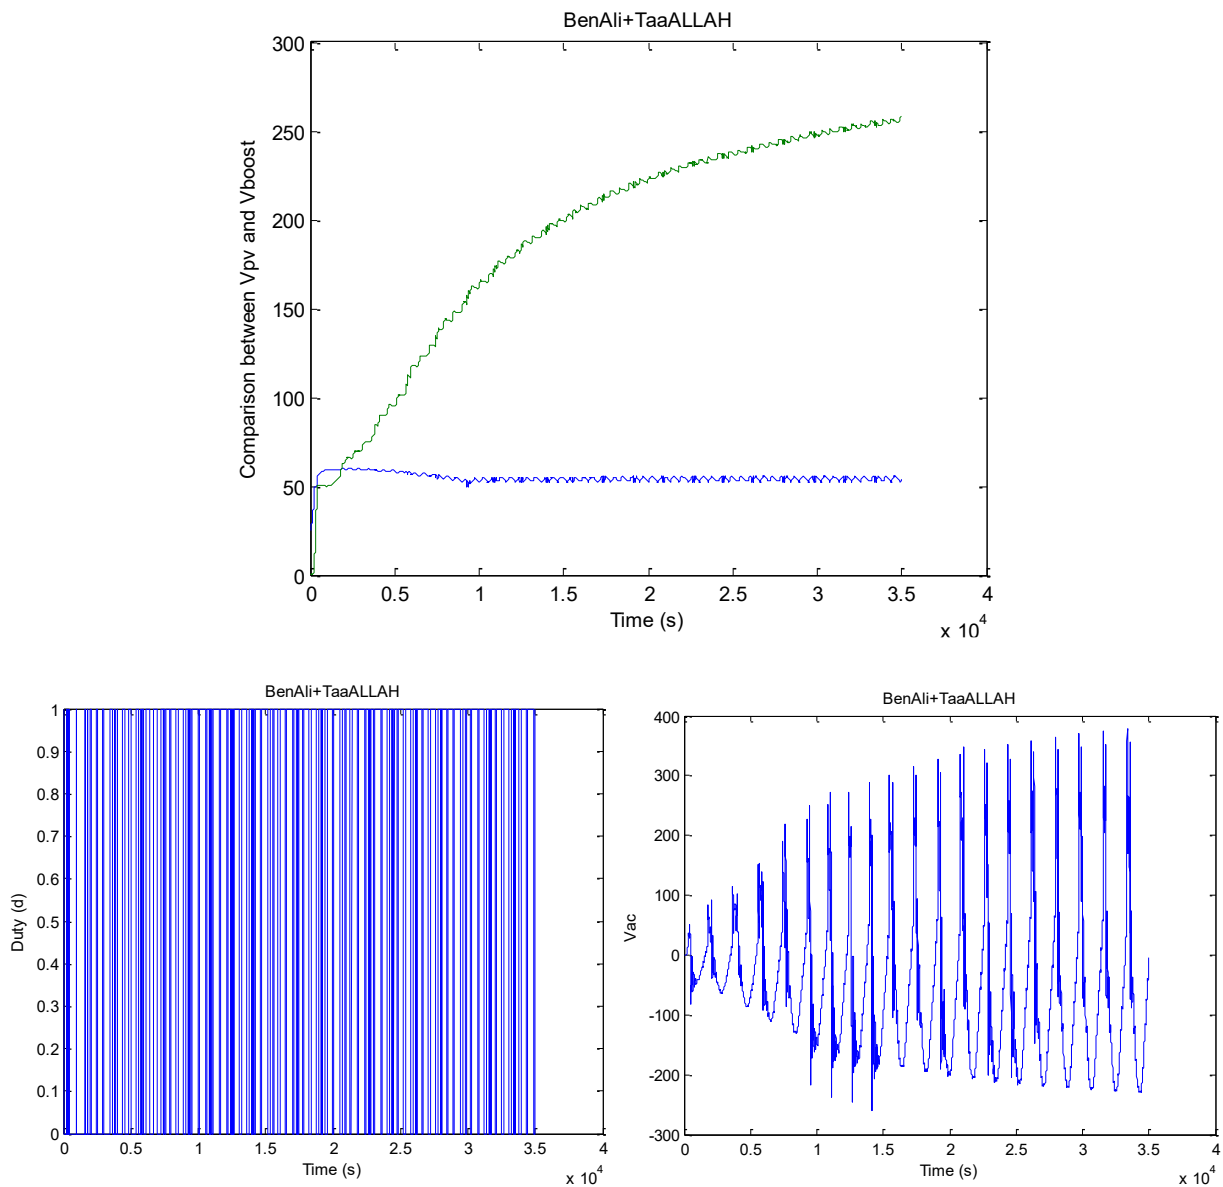 BenAli+TaaALLAH
300
250
200
150
100
50
0
Comparison between Vpv and Vboost
0 0.5 1 1.5 2 2.5 3 3.5 4
Time (s)
x 10^4
BenAli+TaaALLAH
1
0.9
0.8
0.7
0.6
0.5
0.4
0.3
0.2
0.1
0
Duty (d)
0 0.5 1 1.5 2 2.5 3 3.5 4
Time (s)
x 10^4
BenAli+TaaALLAH
400
300
200
100
0
-100
-200
-300
Vac
0 0.5 1 1.5 2 2.5 3 3.5 4
Time (s)
x 10^4